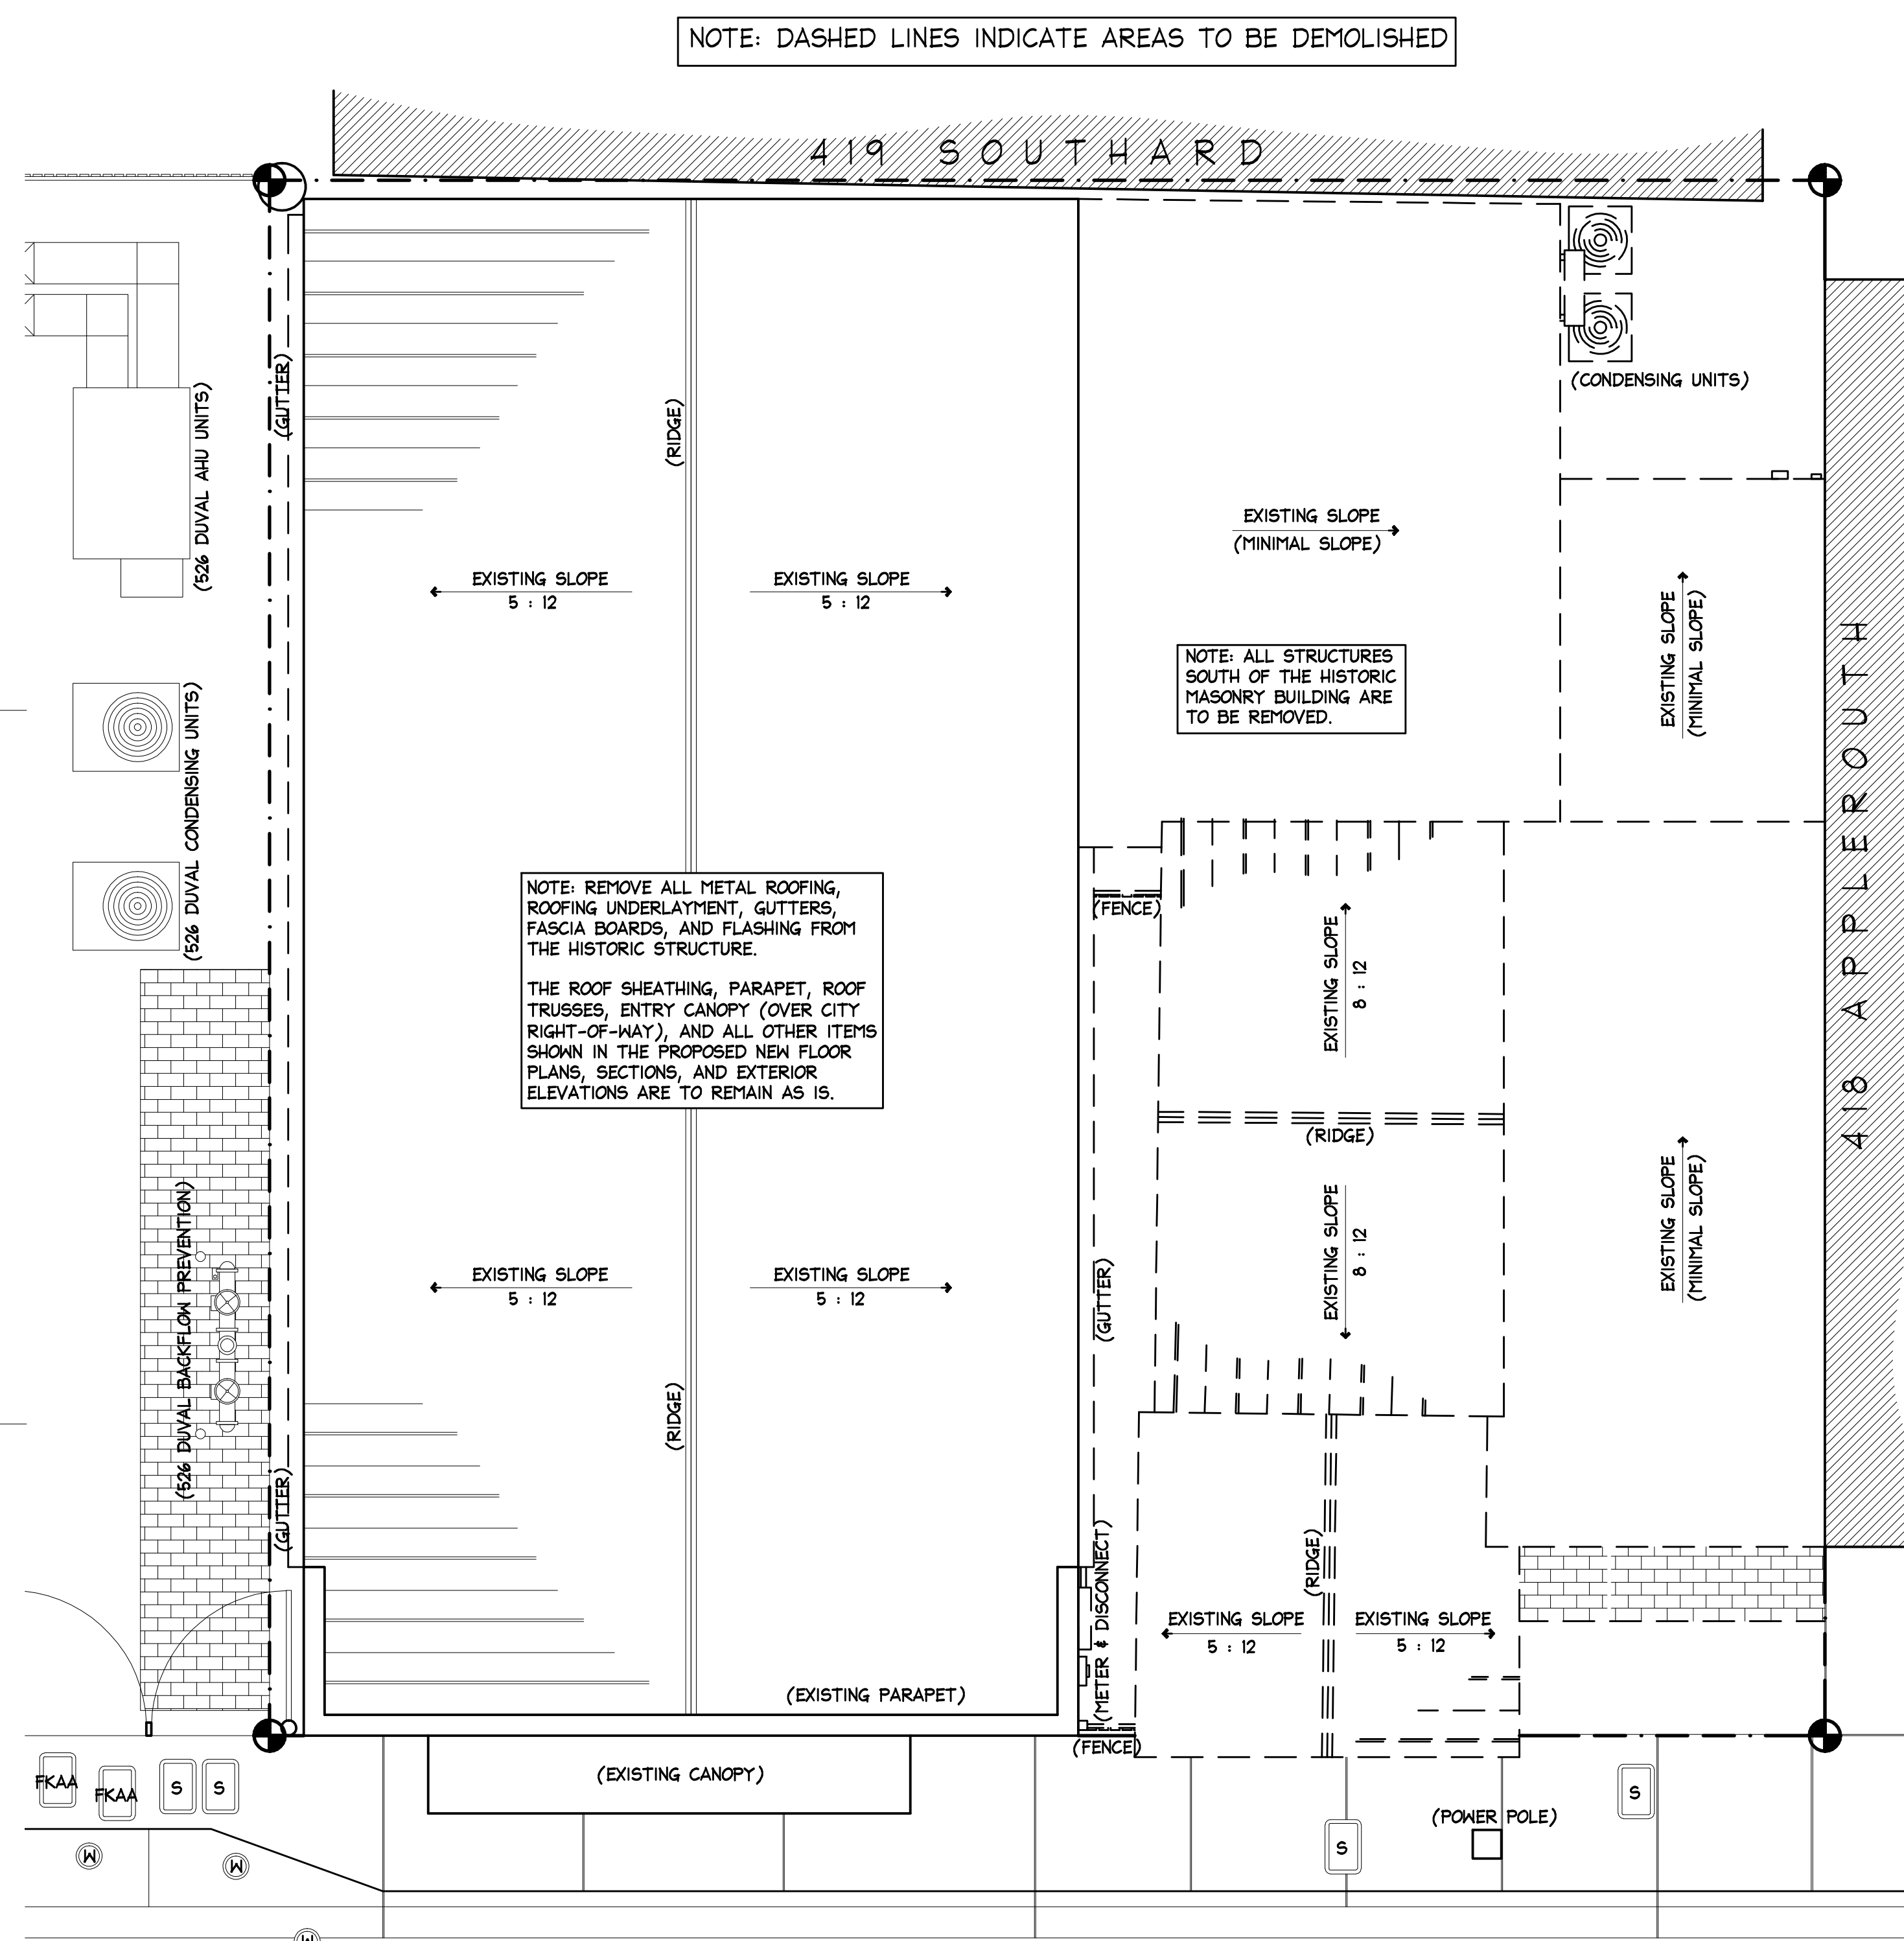 NOTE: DASHED LINES INDICATE AREAS TO BE DEMOLISHED
419 SOUTHARD
(GUTTER)
(526 DUVAL AHU UNITS)
(RIDGE)
(CONDENSING UNITS)
EXISTING SLOPE
(MINIMAL SLOPE)
EXISTING SLOPE
5 : 12
EXISTING SLOPE
5 : 12
EXISTING SLOPE
(MINIMAL SLOPE)
418 APPLEROUTH
NOTE: ALL STRUCTURES
SOUTH OF THE HISTORIC
MASONRY BUILDING ARE
TO BE REMOVED.
(526 DUVAL CONDENSING UNITS)
NOTE: REMOVE ALL METAL ROOFING,
ROOFING UNDERLAYMENT, GUTTERS,
FASCIA BOARDS, AND FLASHING FROM
THE HISTORIC STRUCTURE.
THE ROOF SHEATHING, PARAPET, ROOF
TRUSSES, ENTRY CANOPY (OVER CITY
RIGHT-OF-WAY), AND ALL OTHER ITEMS
SHOWN IN THE PROPOSED NEW FLOOR
PLANS, SECTIONS, AND EXTERIOR
ELEVATIONS ARE TO REMAIN AS IS.
(FENCE)
EXISTING SLOPE
8 : 12
(RIDGE)
EXISTING SLOPE
8 : 12
EXISTING SLOPE
(MINIMAL SLOPE)
(526 DUVAL BACKFLOW PREVENTION)
EXISTING SLOPE
5 : 12
EXISTING SLOPE
5 : 12
(GUTTER)
(RIDGE)
(GUTTER)
(METER & DISCONNECT)
(RIDGE)
EXISTING SLOPE
5 : 12
EXISTING SLOPE
5 : 12
(EXISTING PARAPET)
(FENCE)
(EXISTING CANOPY)
FKAA
FKAA
S
S
S
(POWER POLE)
S
W
W
W